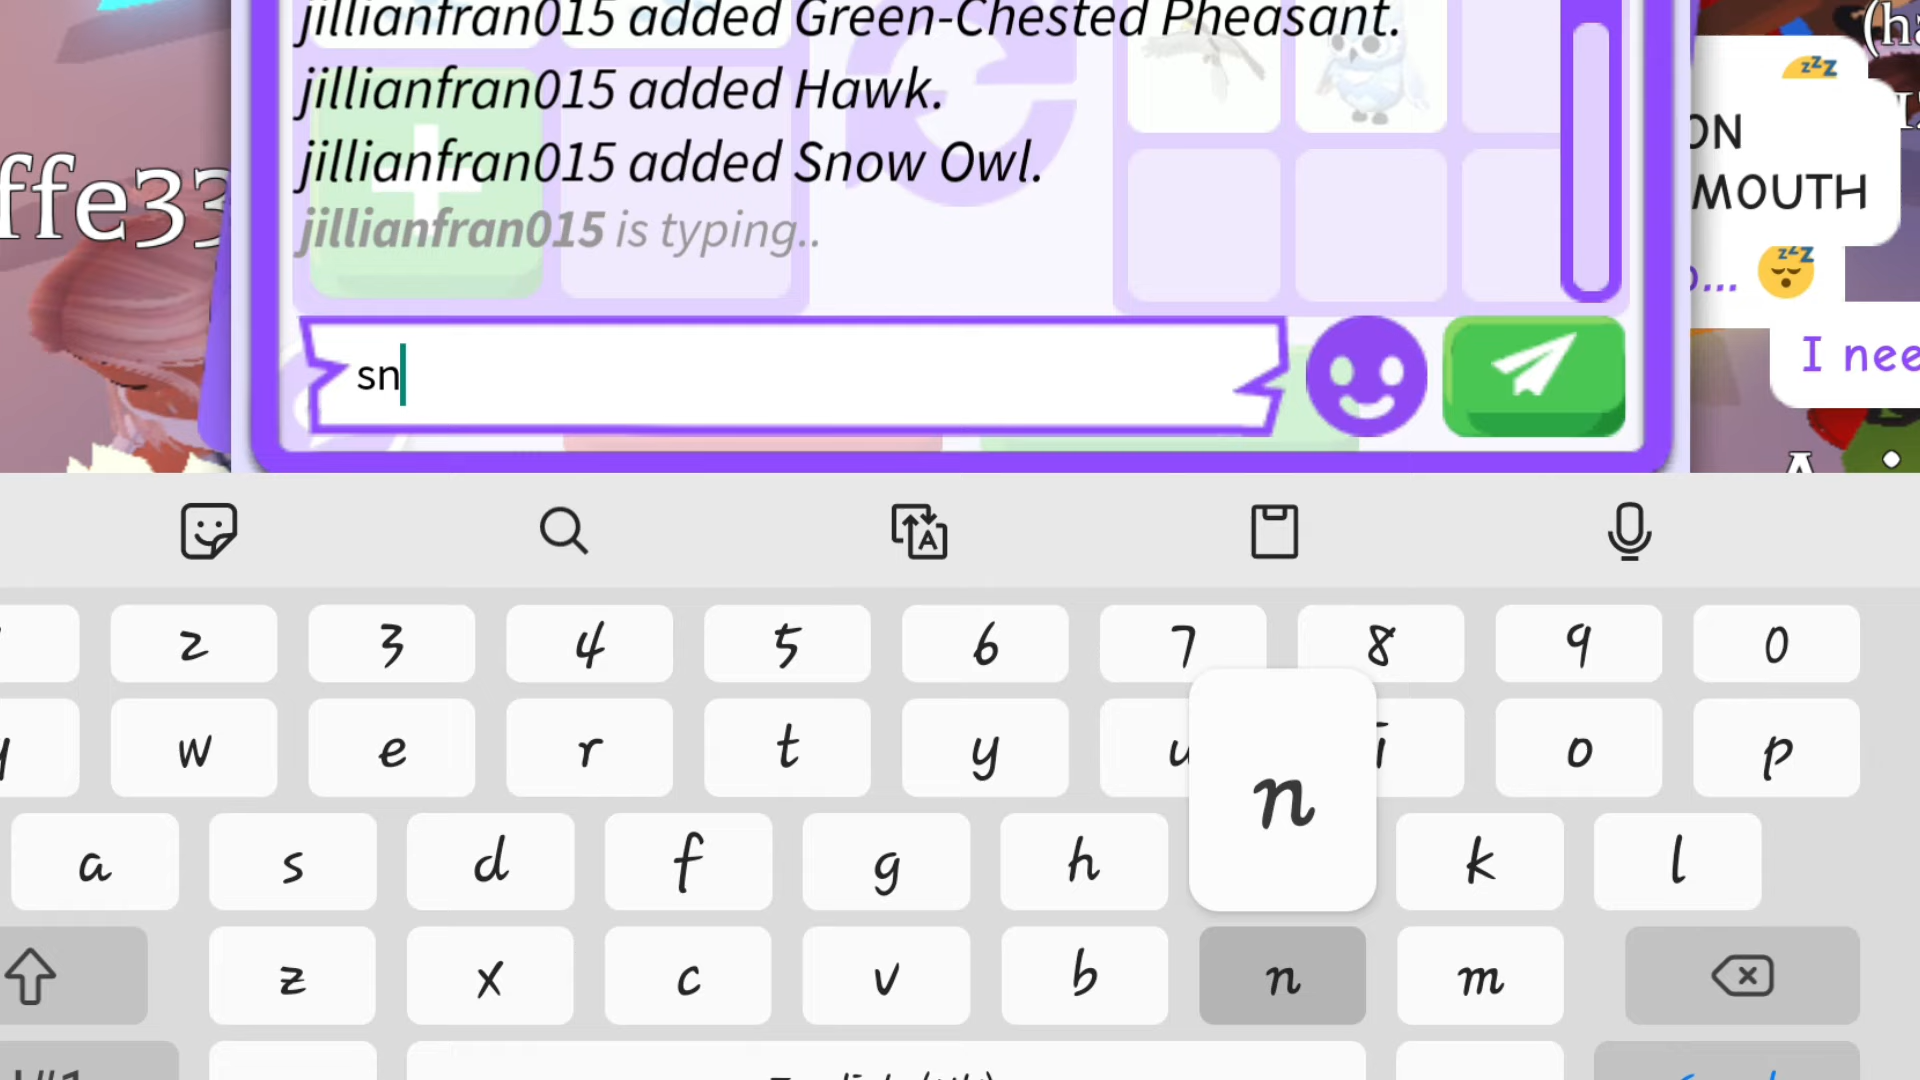 jillianfran015 added Green-Chested Pheasant.
jillianfran015 added Hawk.
jillianfran015 added Snow Owl.
jillianfran015 is typing..
ffe33
ON
MOUTH
I nee
sn
2 3 4 5 6 7 8 9 0
w e r t y u i o p
a s d f g h k l
n
z x c v b n m